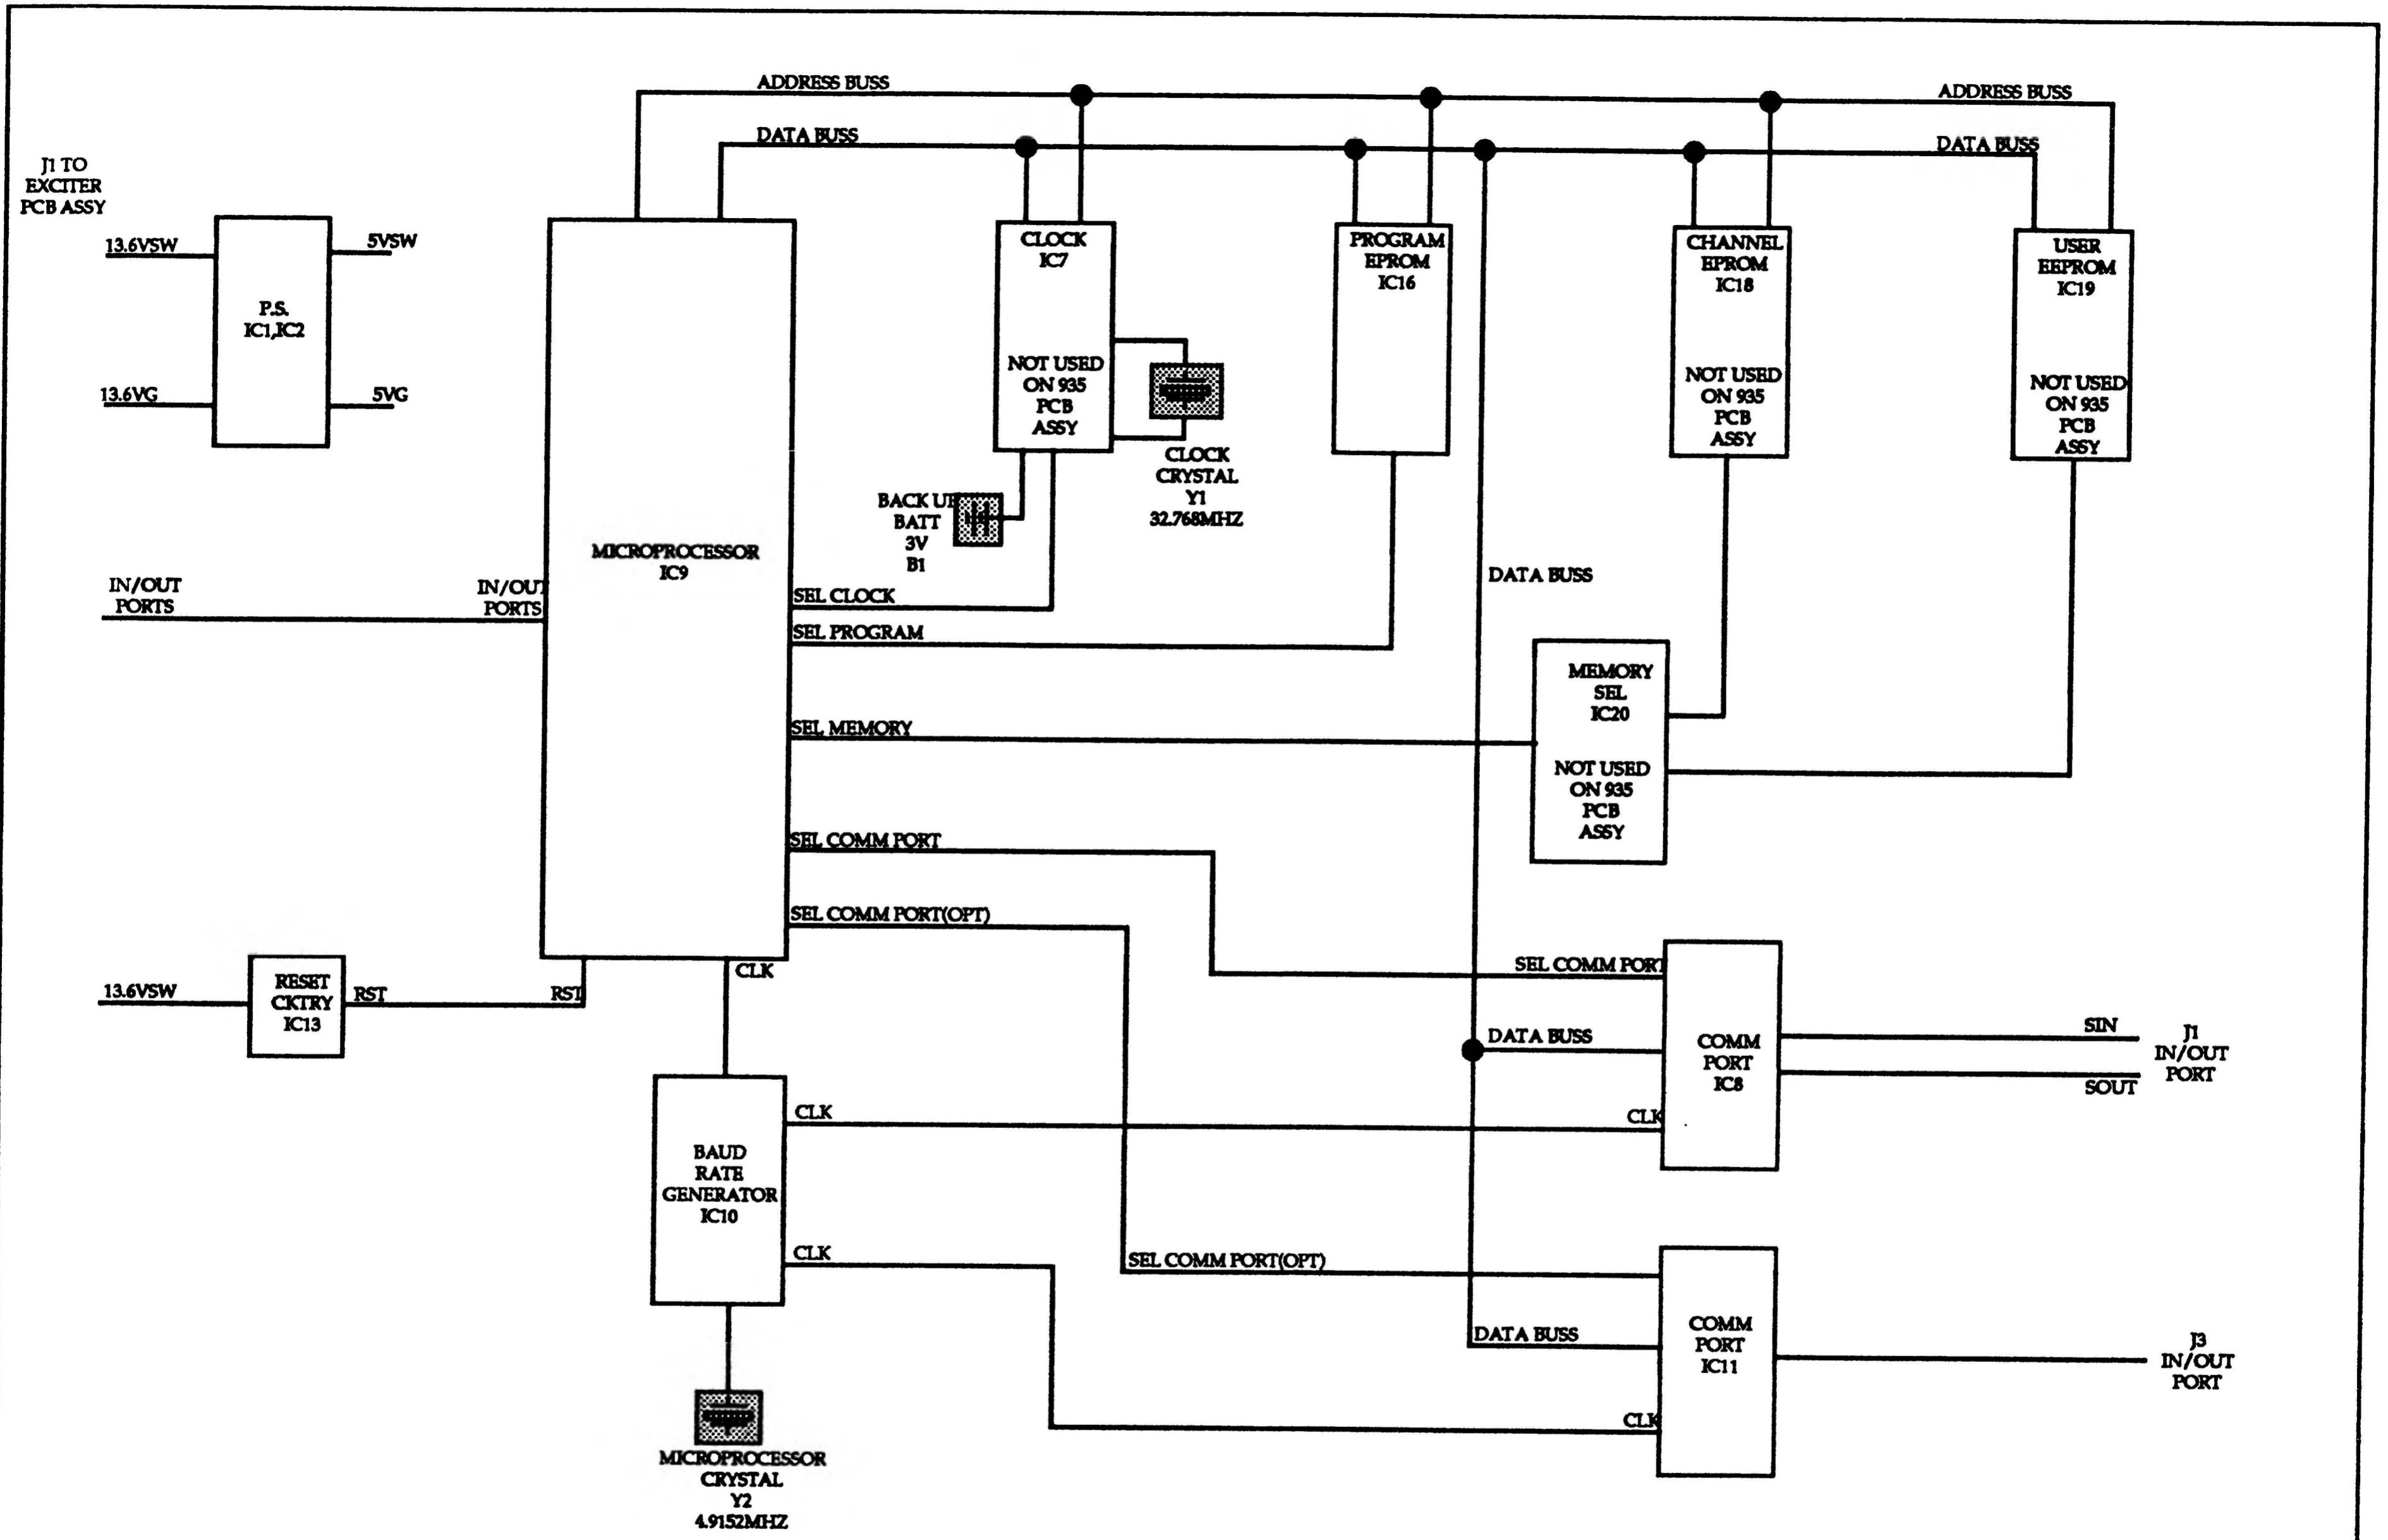 ADDRESS BUSS
ADDRESS BUSS
DATA BUSS
DATA BUSS
J1 TO
EXCITER
PCB ASSY
13.6VSW
5VSW
P.S.
IC1,IC2
13.6VG
5VG
CLOCK
IC7
NOT USED
ON 935
PCB
ASSY
PROGRAM
EPROM
IC16
CHANNEL
EPROM
IC18
NOT USED
ON 935
PCB
ASSY
USER
EEPROM
IC19
NOT USED
ON 935
PCB
ASSY
CLOCK
CRYSTAL
Y1
32.768MHZ
BACK UP
BATT
3V
B1
MICROPROCESSOR
IC9
IN/OUT
PORTS
IN/OUT
PORTS
SEL CLOCK
SEL PROGRAM
DATA BUSS
SEL MEMORY
MEMORY
SEL
IC20
NOT USED
ON 935
PCB
ASSY
SEL COMM PORT
SEL COMM PORT(OPT)
CLK
13.6VSW
RESET
CKTRY
IC13
RST
RST
SEL COMM PORT
DATA BUSS
COMM
PORT
IC8
SIN
SOUT
J1
IN/OUT
PORT
CLK
CLK
BAUD
RATE
GENERATOR
IC10
CLK
SEL COMM PORT(OPT)
DATA BUSS
COMM
PORT
IC11
J3
IN/OUT
PORT
CLK
MICROPROCESSOR
CRYSTAL
Y2
4.9152MHZ